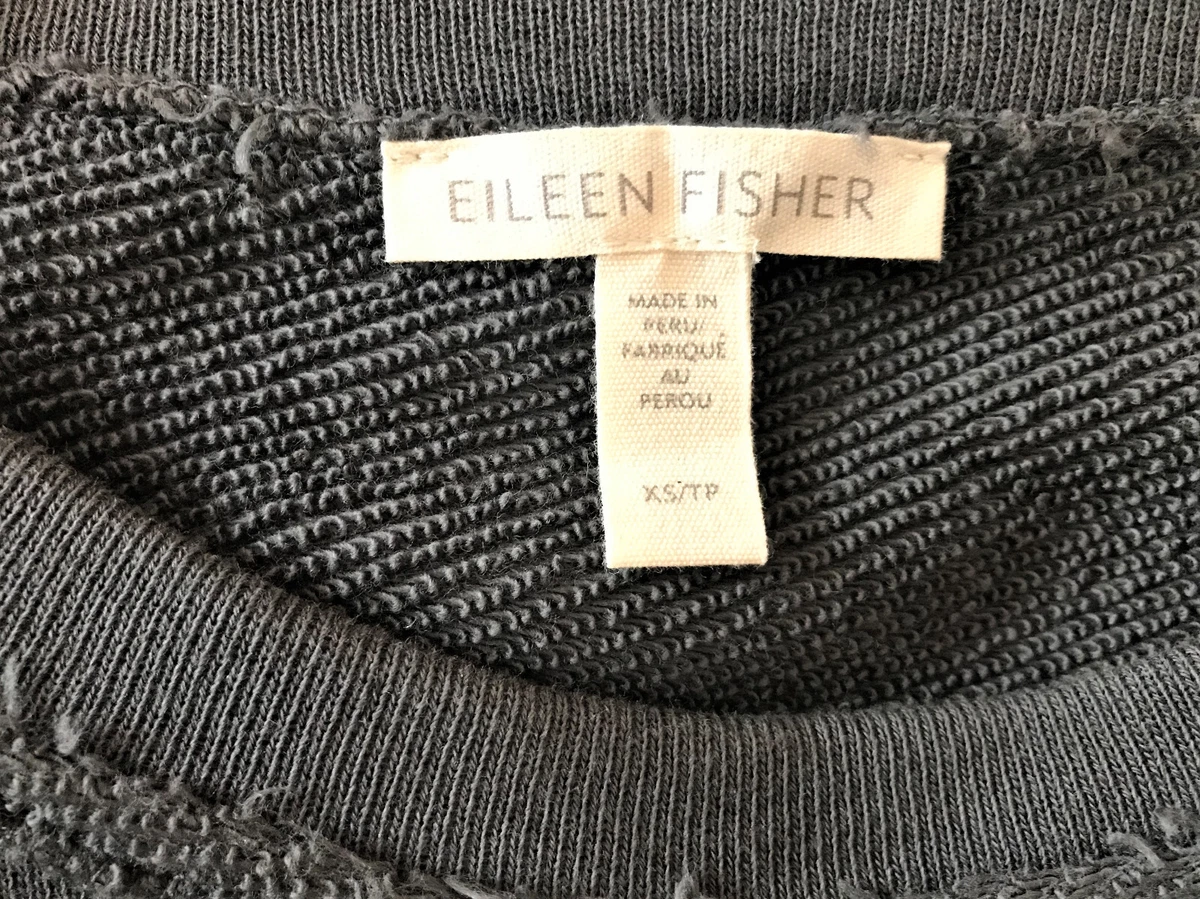 EILEEN FISHER
MADE IN
PERU/
FABRIQUÉ
AU
PEROU
XS/TP